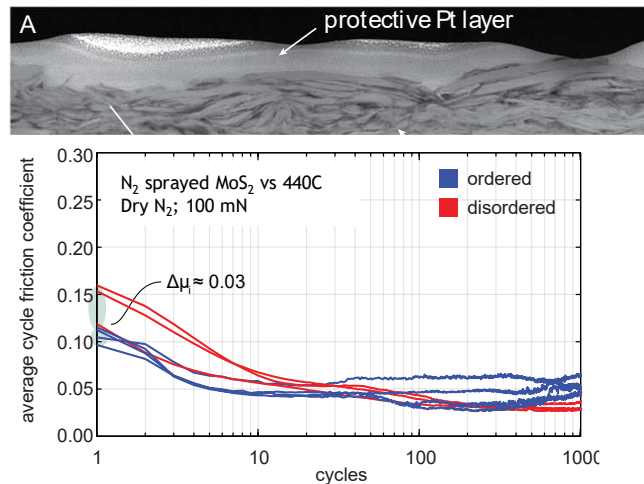 A
protective Pt layer
average cycle friction coefficient
0.30
0.25
0.20
0.15
0.10
0.05
0.00
N₂ sprayed MoS₂ vs 440C
Dry N₂; 100 mN
ordered
disordered
Δμᵢ ≈ 0.03
1
10
100
1000
cycles